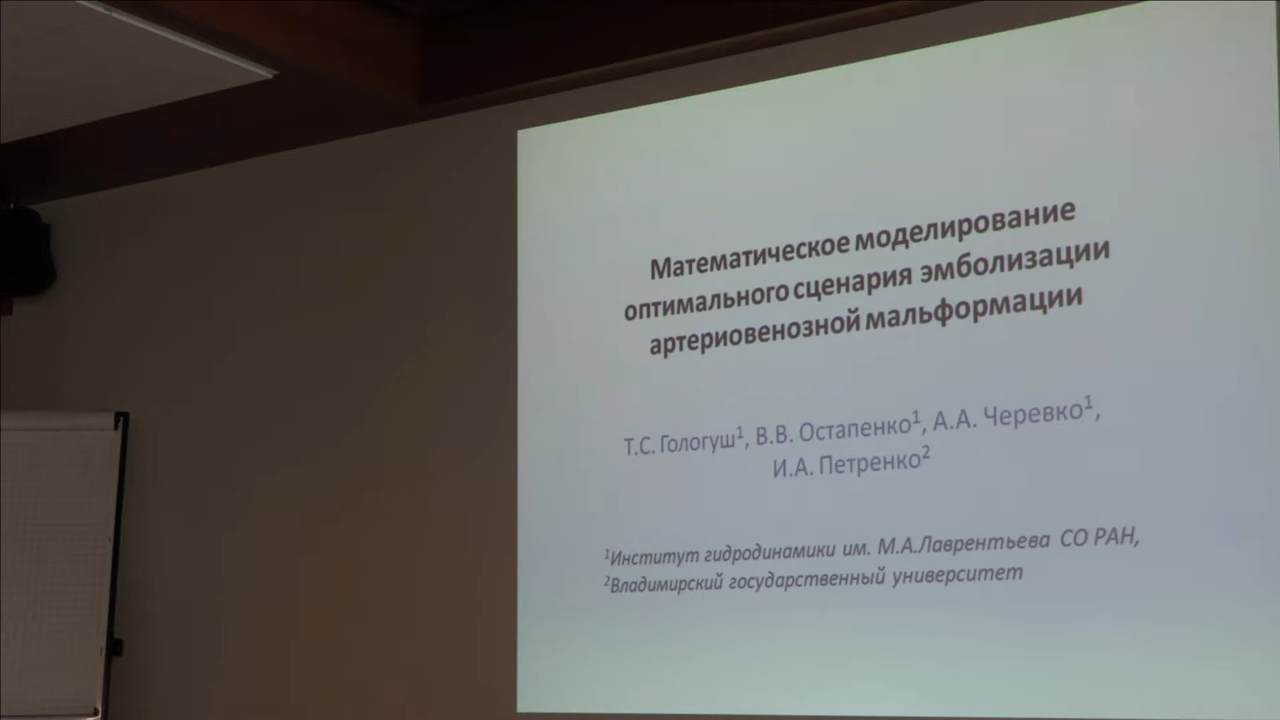 Математическое моделирование
оптимального сценария эмболизации
артериовенозной мальформации
Т.С. Гологуш¹, В.В. Остапенко¹, А.А. Черевко¹,
И.А. Петренко²
¹Институт гидродинамики им. М.А.Лаврентьева СО РАН,
²Владимирский государственный университет